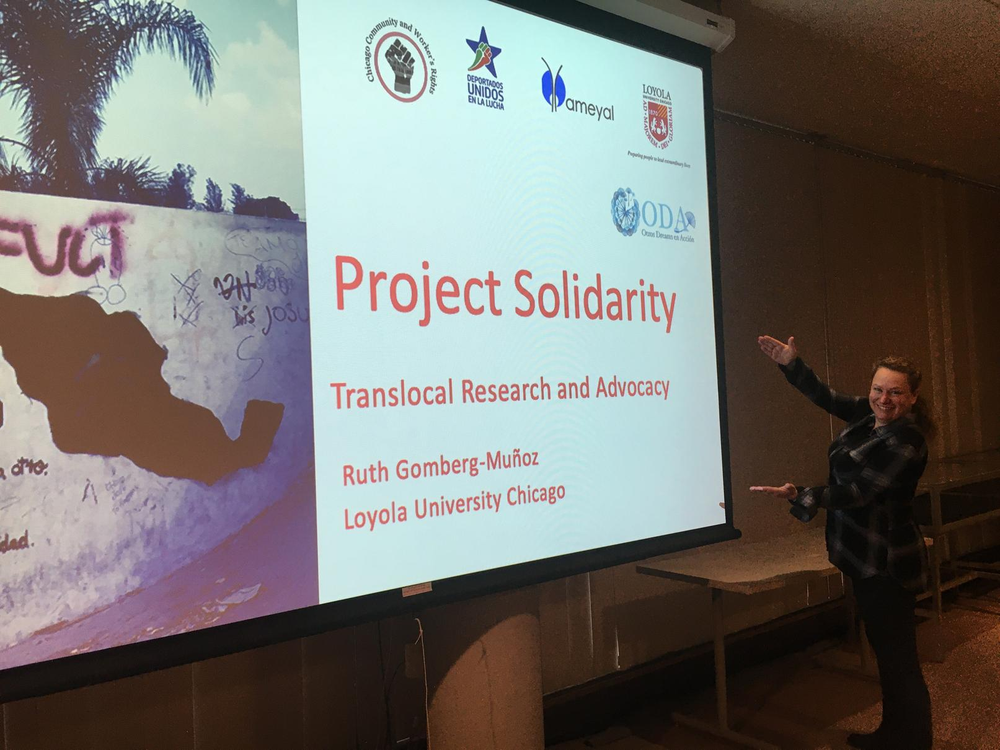 Chicago Community and Worker's Rights
DEPORTADOS
UNIDOS
EN LA LUCHA
ameyal
LOYOLA
UNIVERSITY CHICAGO
1870
AD • MAJOREM • DEI • GLORIAM
Preparing people to lead extraordinary lives
ODA
Otros Dreams en Acción
Project Solidarity
Translocal Research and Advocacy
Ruth Gomberg-Muñoz
Loyola University Chicago
FUCT
TE AMO
JOSU
otro;
dad.